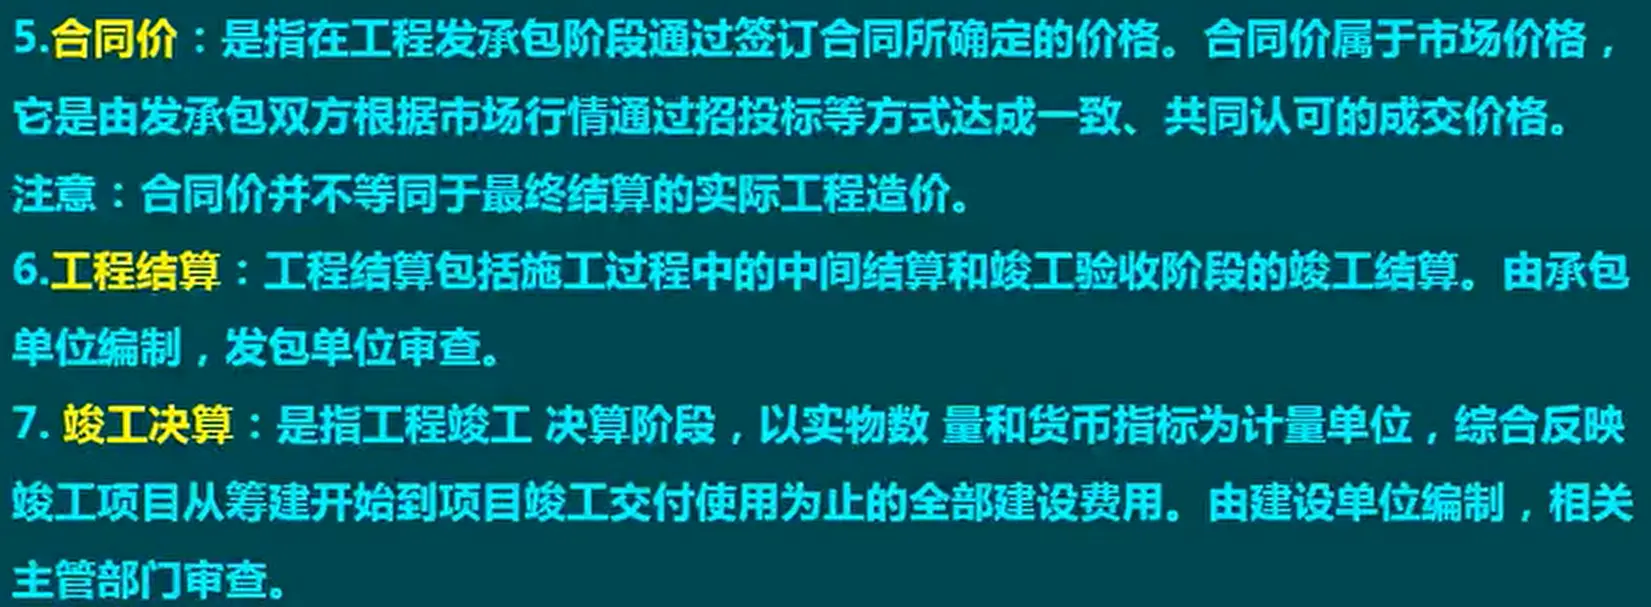 5.合同价：是指在工程发承包阶段通过签订合同所确定的价格。合同价属于市场价格，
它是由发承包双方根据市场行情通过招投标等方式达成一致、共同认可的成交价格。
注意：合同价并不等同于最终结算的实际工程造价。
6.工程结算：工程结算包括施工过程中的中间结算和竣工验收阶段的竣工结算。由承包
单位编制，发包单位审查。
7. 竣工决算：是指工程竣工 决算阶段，以实物数 量和货币指标为计量单位，综合反映
竣工项目从筹建开始到项目竣工交付使用为止的全部建设费用。由建设单位编制，相关
主管部门审查。